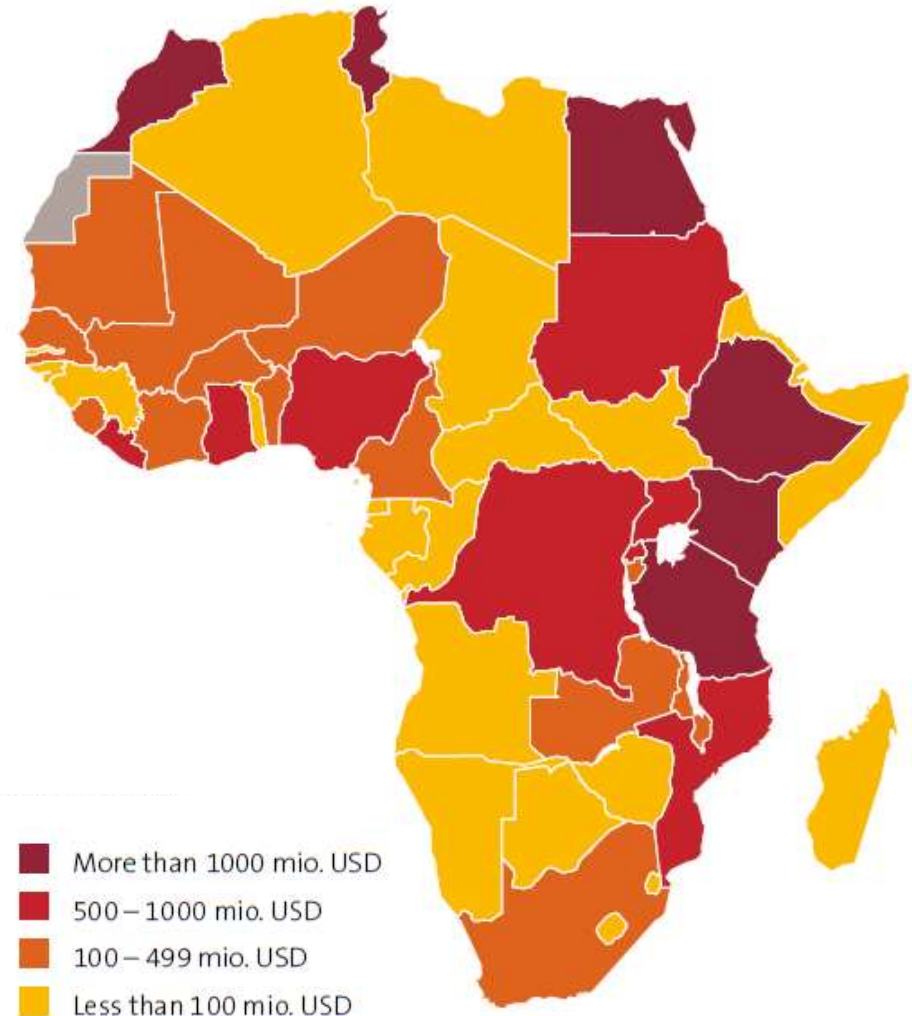 More than 1000 mio. USD
500 – 1000 mio. USD
100 – 499 mio. USD
Less than 100 mio. USD